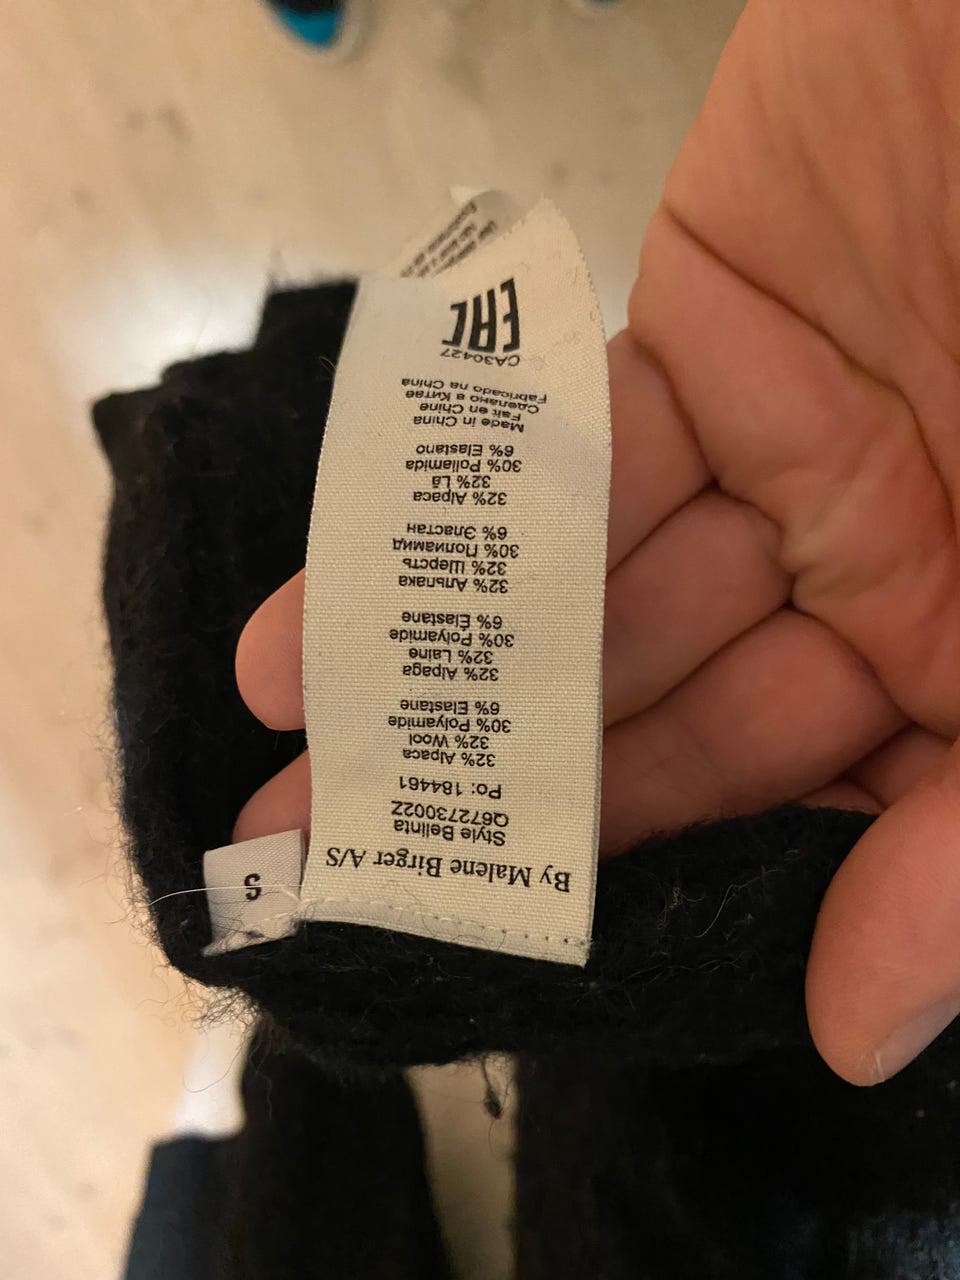 By Malene Birger A/S
Style Belinta
Q67273002Z
Po: 184461
32% Alpaca
32% Wool
30% Polyamide
6% Elastane
32% Alpaga
32% Laine
30% Polyamide
6% Élastane
32% Альпака
32% Шерсть
30% Полиамид
6% Эластан
32% Alpaca
32% Lã
30% Poliamida
6% Elastano
Made in China
Fait en Chine
Сделано в Китае
Fabricado na China
CA30427
EAC
S